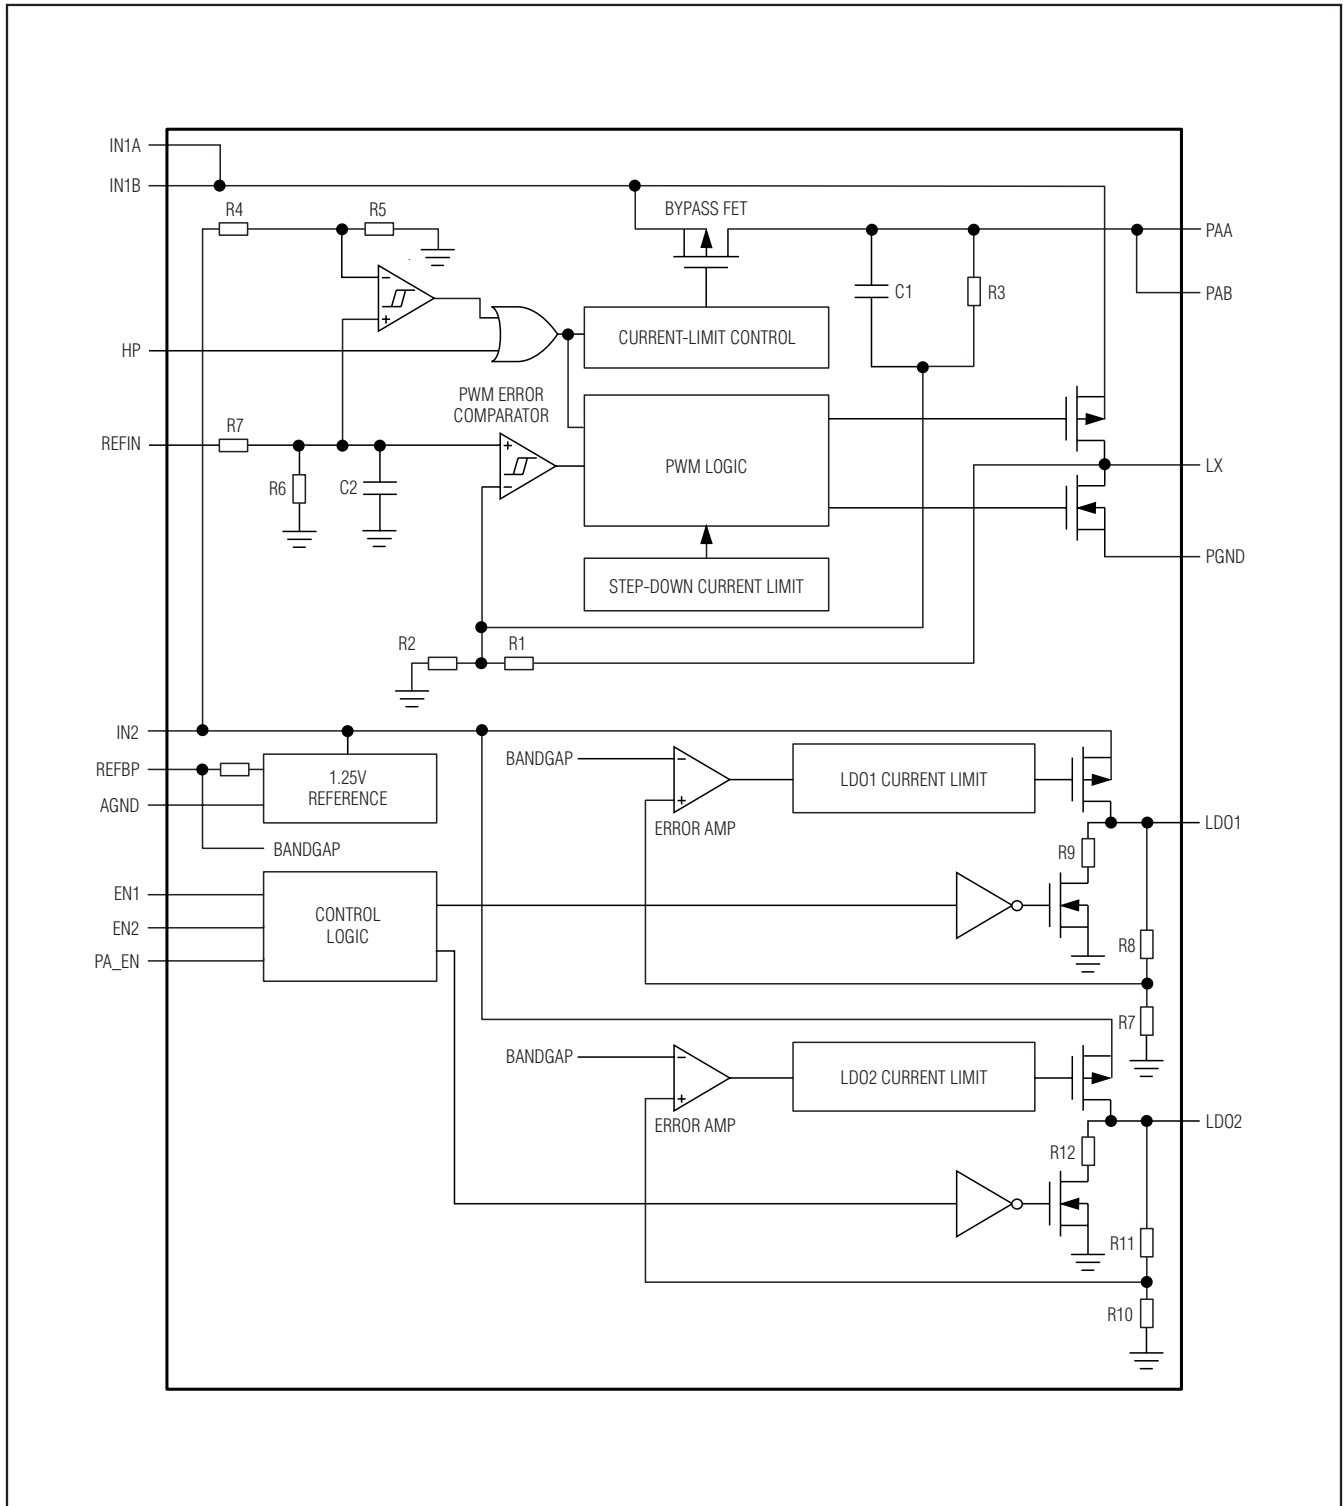 IN1A
IN1B
BYPASS FET
R4
R5
PAA
C1
R3
PAB
CURRENT-LIMIT CONTROL
HP
PWM ERROR
COMPARATOR
R7
REFIN
PWM LOGIC
LX
R6
C2
PGND
STEP-DOWN CURRENT LIMIT
R2
R1
IN2
REFBP
1.25V
REFERENCE
AGND
BANDGAP
BANDGAP
LDO1 CURRENT LIMIT
ERROR AMP
LDO1
R9
EN1
EN2
PA_EN
CONTROL
LOGIC
R8
R7
BANDGAP
LDO2 CURRENT LIMIT
ERROR AMP
LDO2
R12
R11
R10